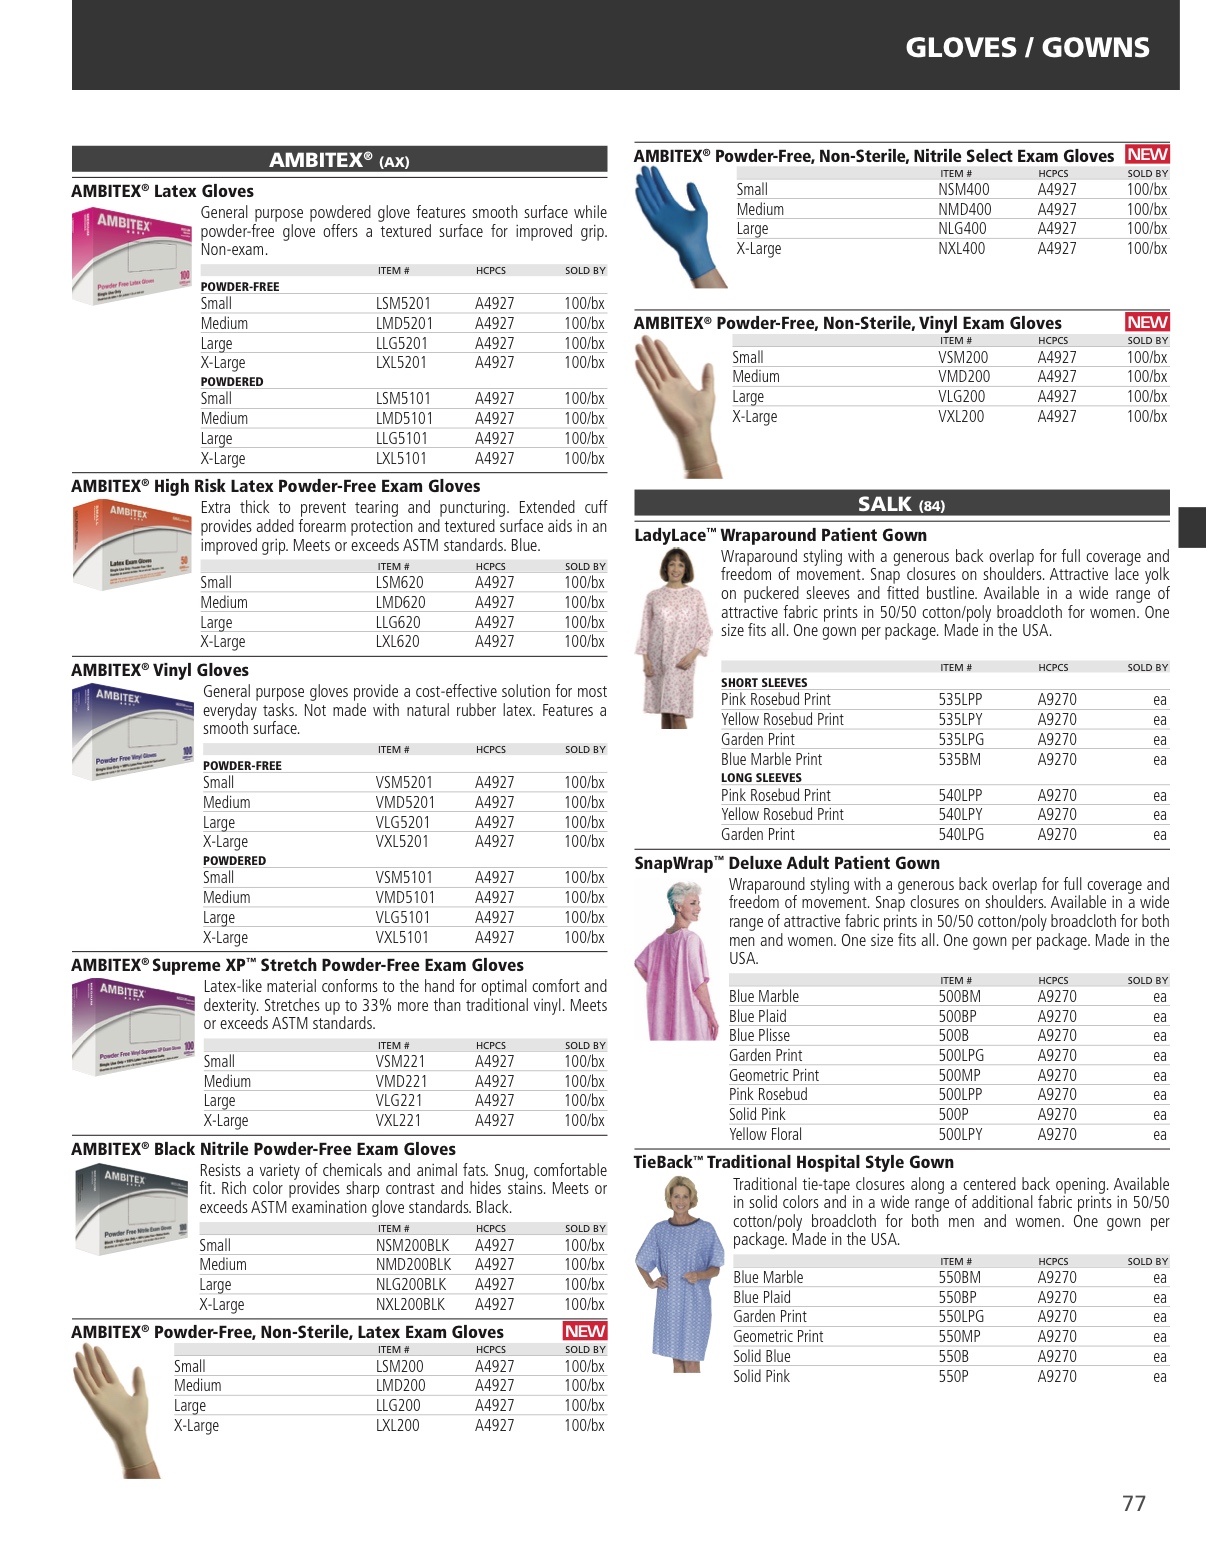 GLOVES / GOWNS
AMBITEX® (AX)
AMBITEX® Latex Gloves
General purpose powdered glove features smooth surface while
powder-free glove offers a textured surface for improved grip.
Non-exam.
ITEM # HCPCS SOLD BY
POWDER-FREE
Small LSM5201 A4927 100/bx
Medium LMD5201 A4927 100/bx
Large LLG5201 A4927 100/bx
X-Large LXL5201 A4927 100/bx
POWDERED
Small LSM5101 A4927 100/bx
Medium LMD5101 A4927 100/bx
Large LLG5101 A4927 100/bx
X-Large LXL5101 A4927 100/bx
AMBITEX
Powder Free Latex Gloves
100
AMBITEX® High Risk Latex Powder-Free Exam Gloves
Extra thick to prevent tearing and puncturing. Extended cuff
provides added forearm protection and textured surface aids in an
improved grip. Meets or exceeds ASTM standards. Blue.
ITEM # HCPCS SOLD BY
Small LSM620 A4927 100/bx
Medium LMD620 A4927 100/bx
Large LLG620 A4927 100/bx
X-Large LXL620 A4927 100/bx
AMBITEX
Latex Exam Gloves
50
AMBITEX® Vinyl Gloves
General purpose gloves provide a cost-effective solution for most
everyday tasks. Not made with natural rubber latex. Features a
smooth surface.
ITEM # HCPCS SOLD BY
POWDER-FREE
Small VSM5201 A4927 100/bx
Medium VMD5201 A4927 100/bx
Large VLG5201 A4927 100/bx
X-Large VXL5201 A4927 100/bx
POWDERED
Small VSM5101 A4927 100/bx
Medium VMD5101 A4927 100/bx
Large VLG5101 A4927 100/bx
X-Large VXL5101 A4927 100/bx
AMBITEX
Powder Free Vinyl Gloves
100
AMBITEX® Supreme XP™ Stretch Powder-Free Exam Gloves
Latex-like material conforms to the hand for optimal comfort and
dexterity. Stretches up to 33% more than traditional vinyl. Meets
or exceeds ASTM standards.
ITEM # HCPCS SOLD BY
Small VSM221 A4927 100/bx
Medium VMD221 A4927 100/bx
Large VLG221 A4927 100/bx
X-Large VXL221 A4927 100/bx
AMBITEX
Powder Free Vinyl Supreme XP Exam Gloves
100
AMBITEX® Black Nitrile Powder-Free Exam Gloves
Resists a variety of chemicals and animal fats. Snug, comfortable
fit. Rich color provides sharp contrast and hides stains. Meets or
exceeds ASTM examination glove standards. Black.
ITEM # HCPCS SOLD BY
Small NSM200BLK A4927 100/bx
Medium NMD200BLK A4927 100/bx
Large NLG200BLK A4927 100/bx
X-Large NXL200BLK A4927 100/bx
AMBITEX
Powder Free Nitrile Exam Gloves
100
AMBITEX® Powder-Free, Non-Sterile, Latex Exam Gloves NEW
ITEM # HCPCS SOLD BY
Small LSM200 A4927 100/bx
Medium LMD200 A4927 100/bx
Large LLG200 A4927 100/bx
X-Large LXL200 A4927 100/bx
AMBITEX® Powder-Free, Non-Sterile, Nitrile Select Exam Gloves NEW
ITEM # HCPCS SOLD BY
Small NSM400 A4927 100/bx
Medium NMD400 A4927 100/bx
Large NLG400 A4927 100/bx
X-Large NXL400 A4927 100/bx
AMBITEX® Powder-Free, Non-Sterile, Vinyl Exam Gloves NEW
ITEM # HCPCS SOLD BY
Small VSM200 A4927 100/bx
Medium VMD200 A4927 100/bx
Large VLG200 A4927 100/bx
X-Large VXL200 A4927 100/bx
SALK (84)
LadyLace™ Wraparound Patient Gown
Wraparound styling with a generous back overlap for full coverage and
freedom of movement. Snap closures on shoulders. Attractive lace yolk
on puckered sleeves and fitted bustline. Available in a wide range of
attractive fabric prints in 50/50 cotton/poly broadcloth for women. One
size fits all. One gown per package. Made in the USA.
ITEM # HCPCS SOLD BY
SHORT SLEEVES
Pink Rosebud Print 535LPP A9270 ea
Yellow Rosebud Print 535LPY A9270 ea
Garden Print 535LPG A9270 ea
Blue Marble Print 535BM A9270 ea
LONG SLEEVES
Pink Rosebud Print 540LPP A9270 ea
Yellow Rosebud Print 540LPY A9270 ea
Garden Print 540LPG A9270 ea
SnapWrap™ Deluxe Adult Patient Gown
Wraparound styling with a generous back overlap for full coverage and
freedom of movement. Snap closures on shoulders. Available in a wide
range of attractive fabric prints in 50/50 cotton/poly broadcloth for both
men and women. One size fits all. One gown per package. Made in the
USA.
ITEM # HCPCS SOLD BY
Blue Marble 500BM A9270 ea
Blue Plaid 500BP A9270 ea
Blue Plisse 500B A9270 ea
Garden Print 500LPG A9270 ea
Geometric Print 500MP A9270 ea
Pink Rosebud 500LPP A9270 ea
Solid Pink 500P A9270 ea
Yellow Floral 500LPY A9270 ea
TieBack™ Traditional Hospital Style Gown
Traditional tie-tape closures along a centered back opening. Available
in solid colors and in a wide range of additional fabric prints in 50/50
cotton/poly broadcloth for both men and women. One gown per
package. Made in the USA.
ITEM # HCPCS SOLD BY
Blue Marble 550BM A9270 ea
Blue Plaid 550BP A9270 ea
Garden Print 550LPG A9270 ea
Geometric Print 550MP A9270 ea
Solid Blue 550B A9270 ea
Solid Pink 550P A9270 ea
77